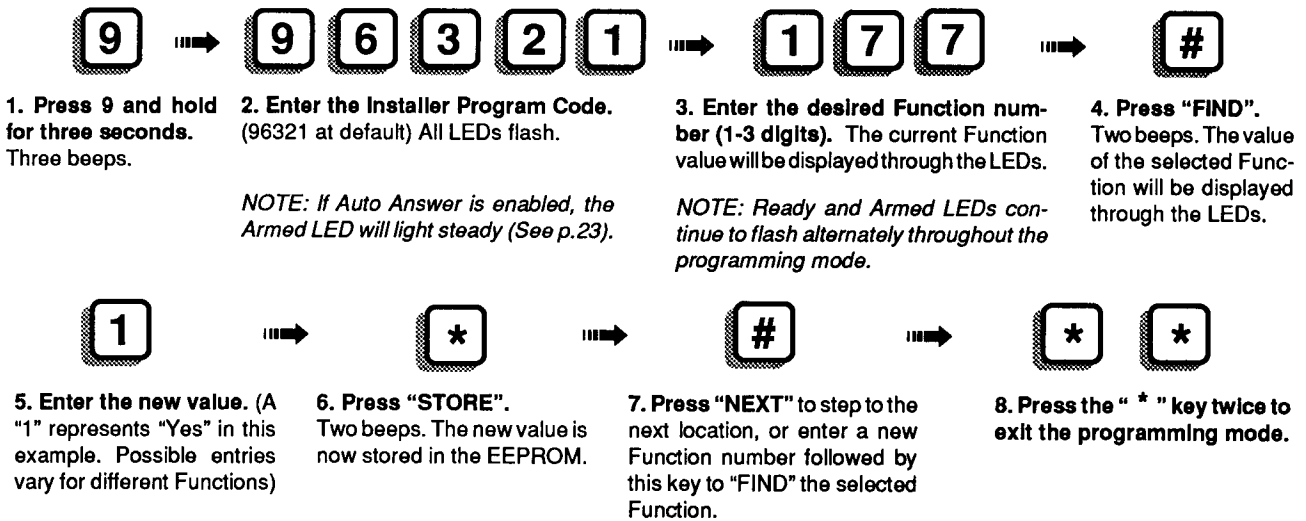 9 9 6 3 2 1 1 7 7 #
1. Press 9 and hold
for three seconds.
Three beeps.
2. Enter the Installer Program Code.
(96321 at default) All LEDs flash.
NOTE: If Auto Answer is enabled, the
Armed LED will light steady (See p.23).
3. Enter the desired Function num-
ber (1-3 digits). The current Function
value will be displayed through the LEDs.
NOTE: Ready and Armed LEDs con-
tinue to flash alternately throughout the
programming mode.
4. Press “FIND”.
Two beeps. The value
of the selected Func-
tion will be displayed
through the LEDs.
1 * # * *
5. Enter the new value. (A
"1" represents “Yes” in this
example. Possible entries
vary for different Functions)
6. Press “STORE”.
Two beeps. The new value is
now stored in the EEPROM.
7. Press “NEXT” to step to the
next location, or enter a new
Function number followed by
this key to “FIND” the selected
Function.
8. Press the “ * ” key twice to
exit the programming mode.